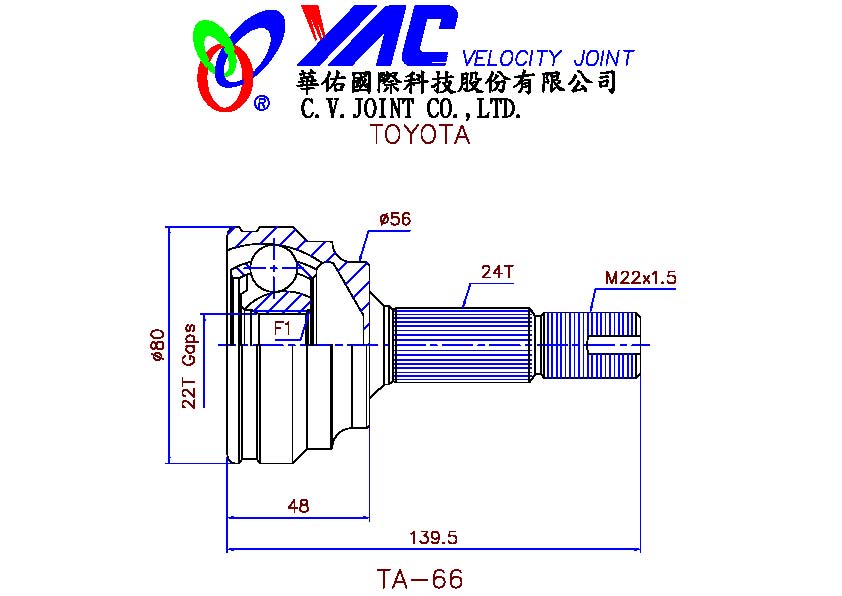 YAC VELOCITY JOINT
®
華佑國際科技股份有限公司
C.V.JOINT CO.,LTD.
TOYOTA
ø56
24T
M22x1.5
F1
ø80
22T Gaps
48
139.5
TA-66